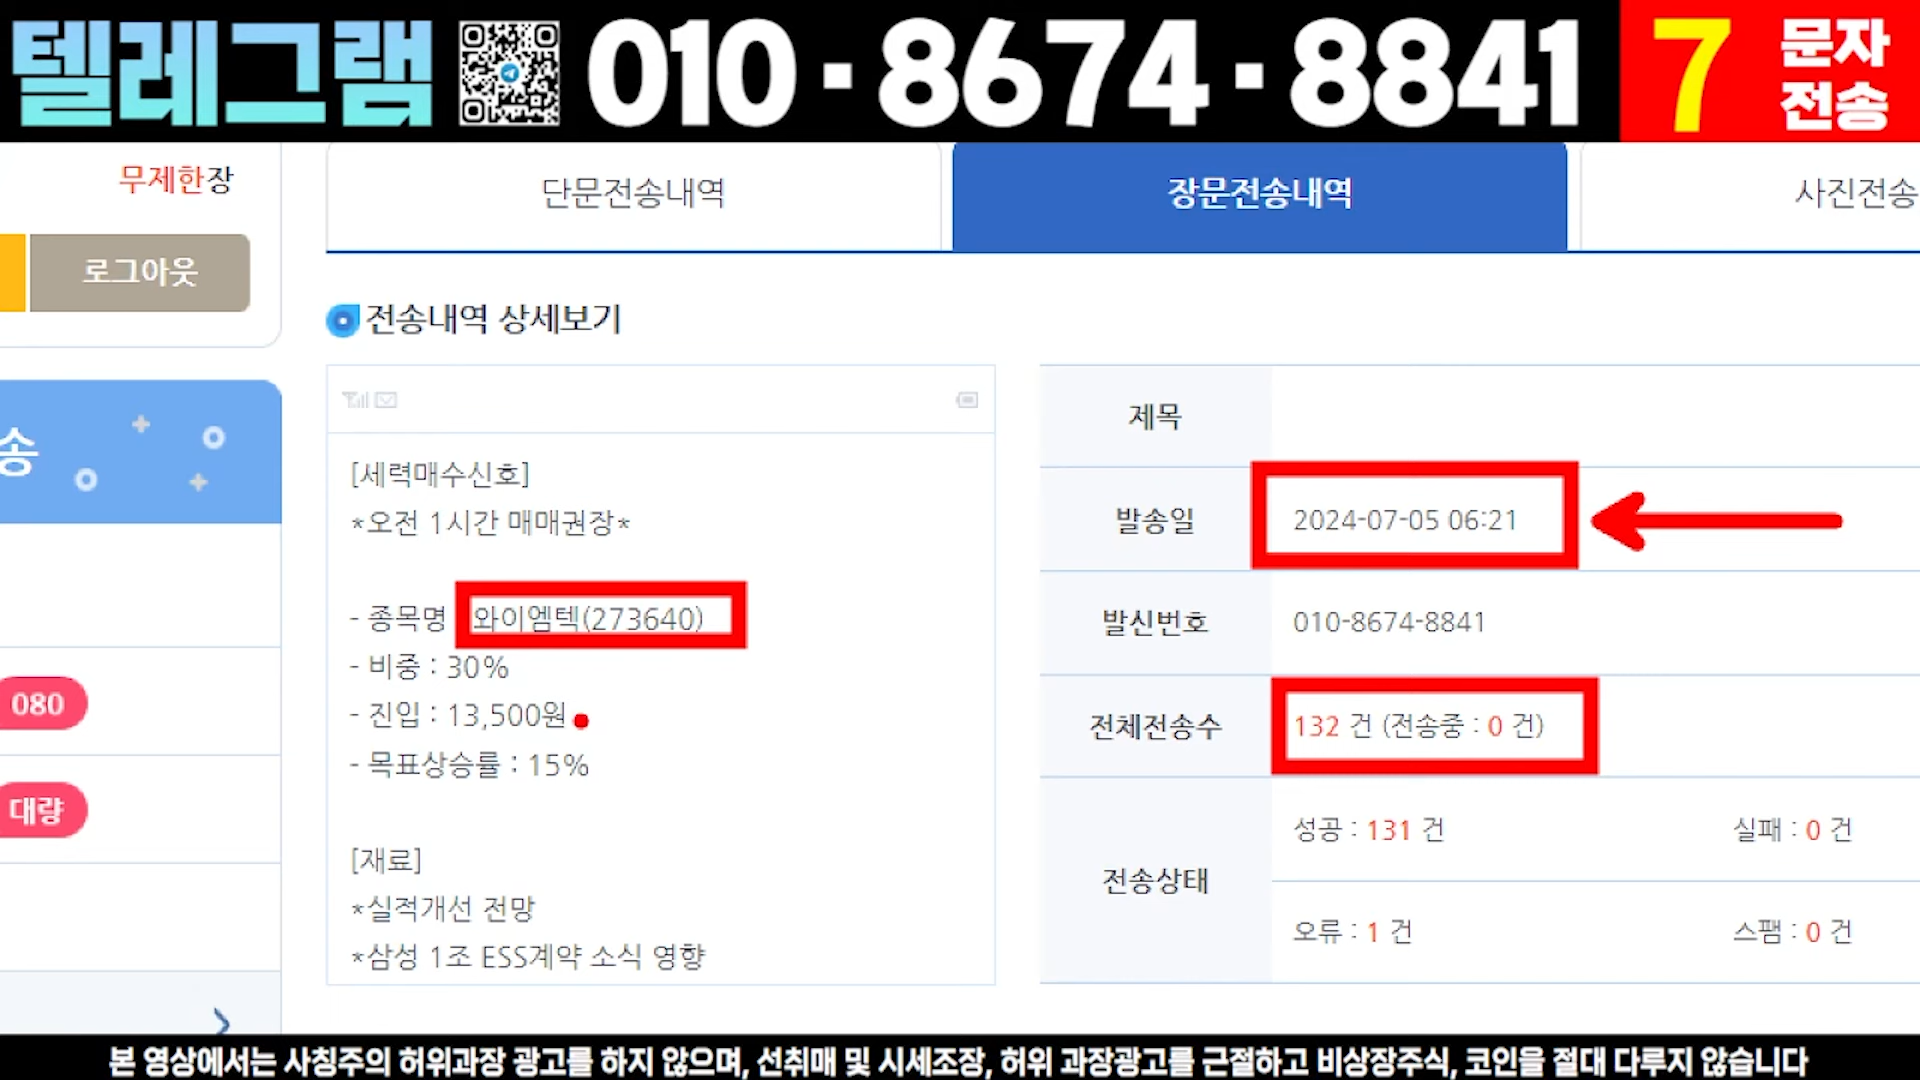 텔레그램 010·8674·8841 7 문자
전송
무제한장
로그아웃
송
080
대량
단문전송내역 장문전송내역 사진전송
전송내역 상세보기
[세력매수신호]
*오전 1시간 매매권장*
- 종목명 와이엠텍(273640)
- 비중 : 30%
- 진입 : 13,500원
- 목표상승률 : 15%
[재료]
*실적개선 전망
*삼성 1조 ESS계약 소식 영향
제목
발송일 2024-07-05 06:21
발신번호 010-8674-8841
전체전송수 132 건 (전송중 : 0 건)
전송상태
성공 : 131 건 실패 : 0 건
오류 : 1 건 스팸 : 0 건
본 영상에서는 사칭주의 허위과장 광고를 하지 않으며, 선취매 및 시세조장, 허위 과장광고를 근절하고 비상장주식, 코인을 절대 다루지 않습니다